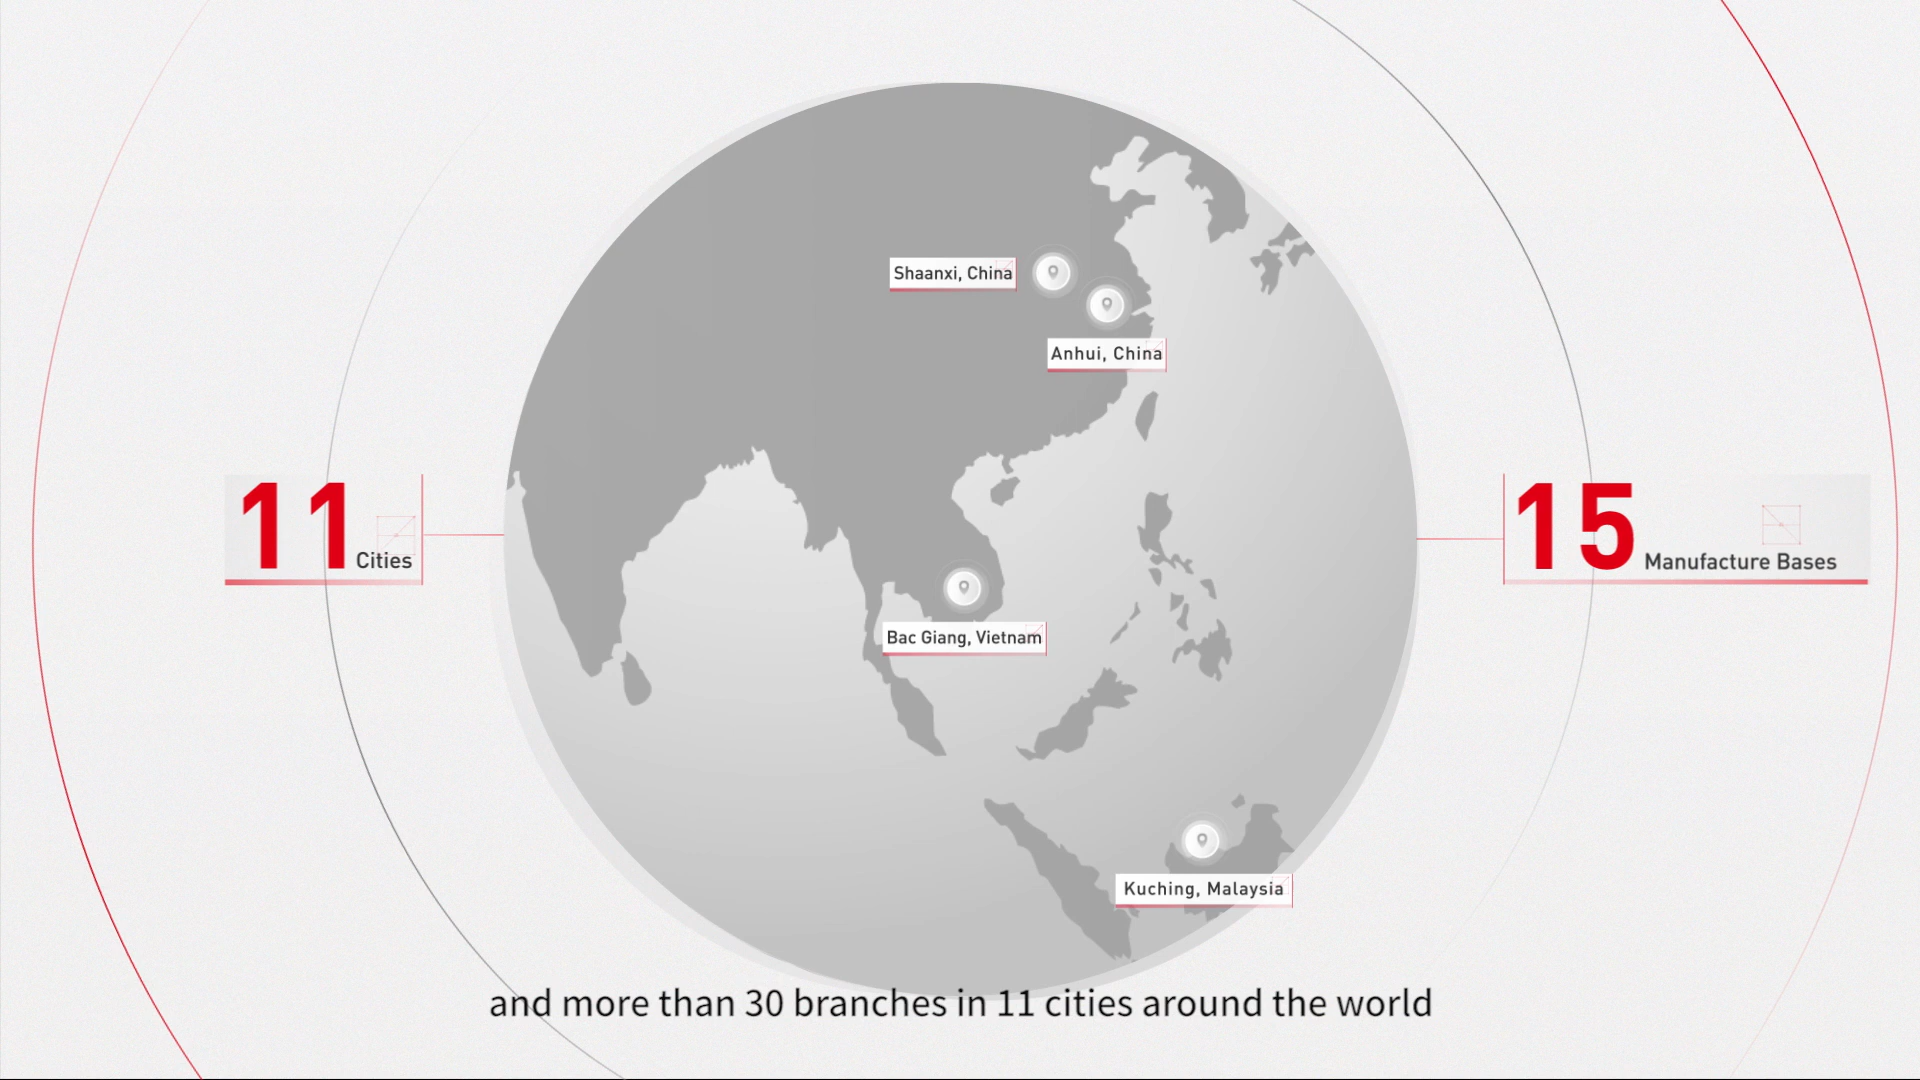 Shaanxi, China
Anhui, China
11 Cities
15 Manufacture Bases
Bac Giang, Vietnam
Kuching, Malaysia
and more than 30 branches in 11 cities around the world